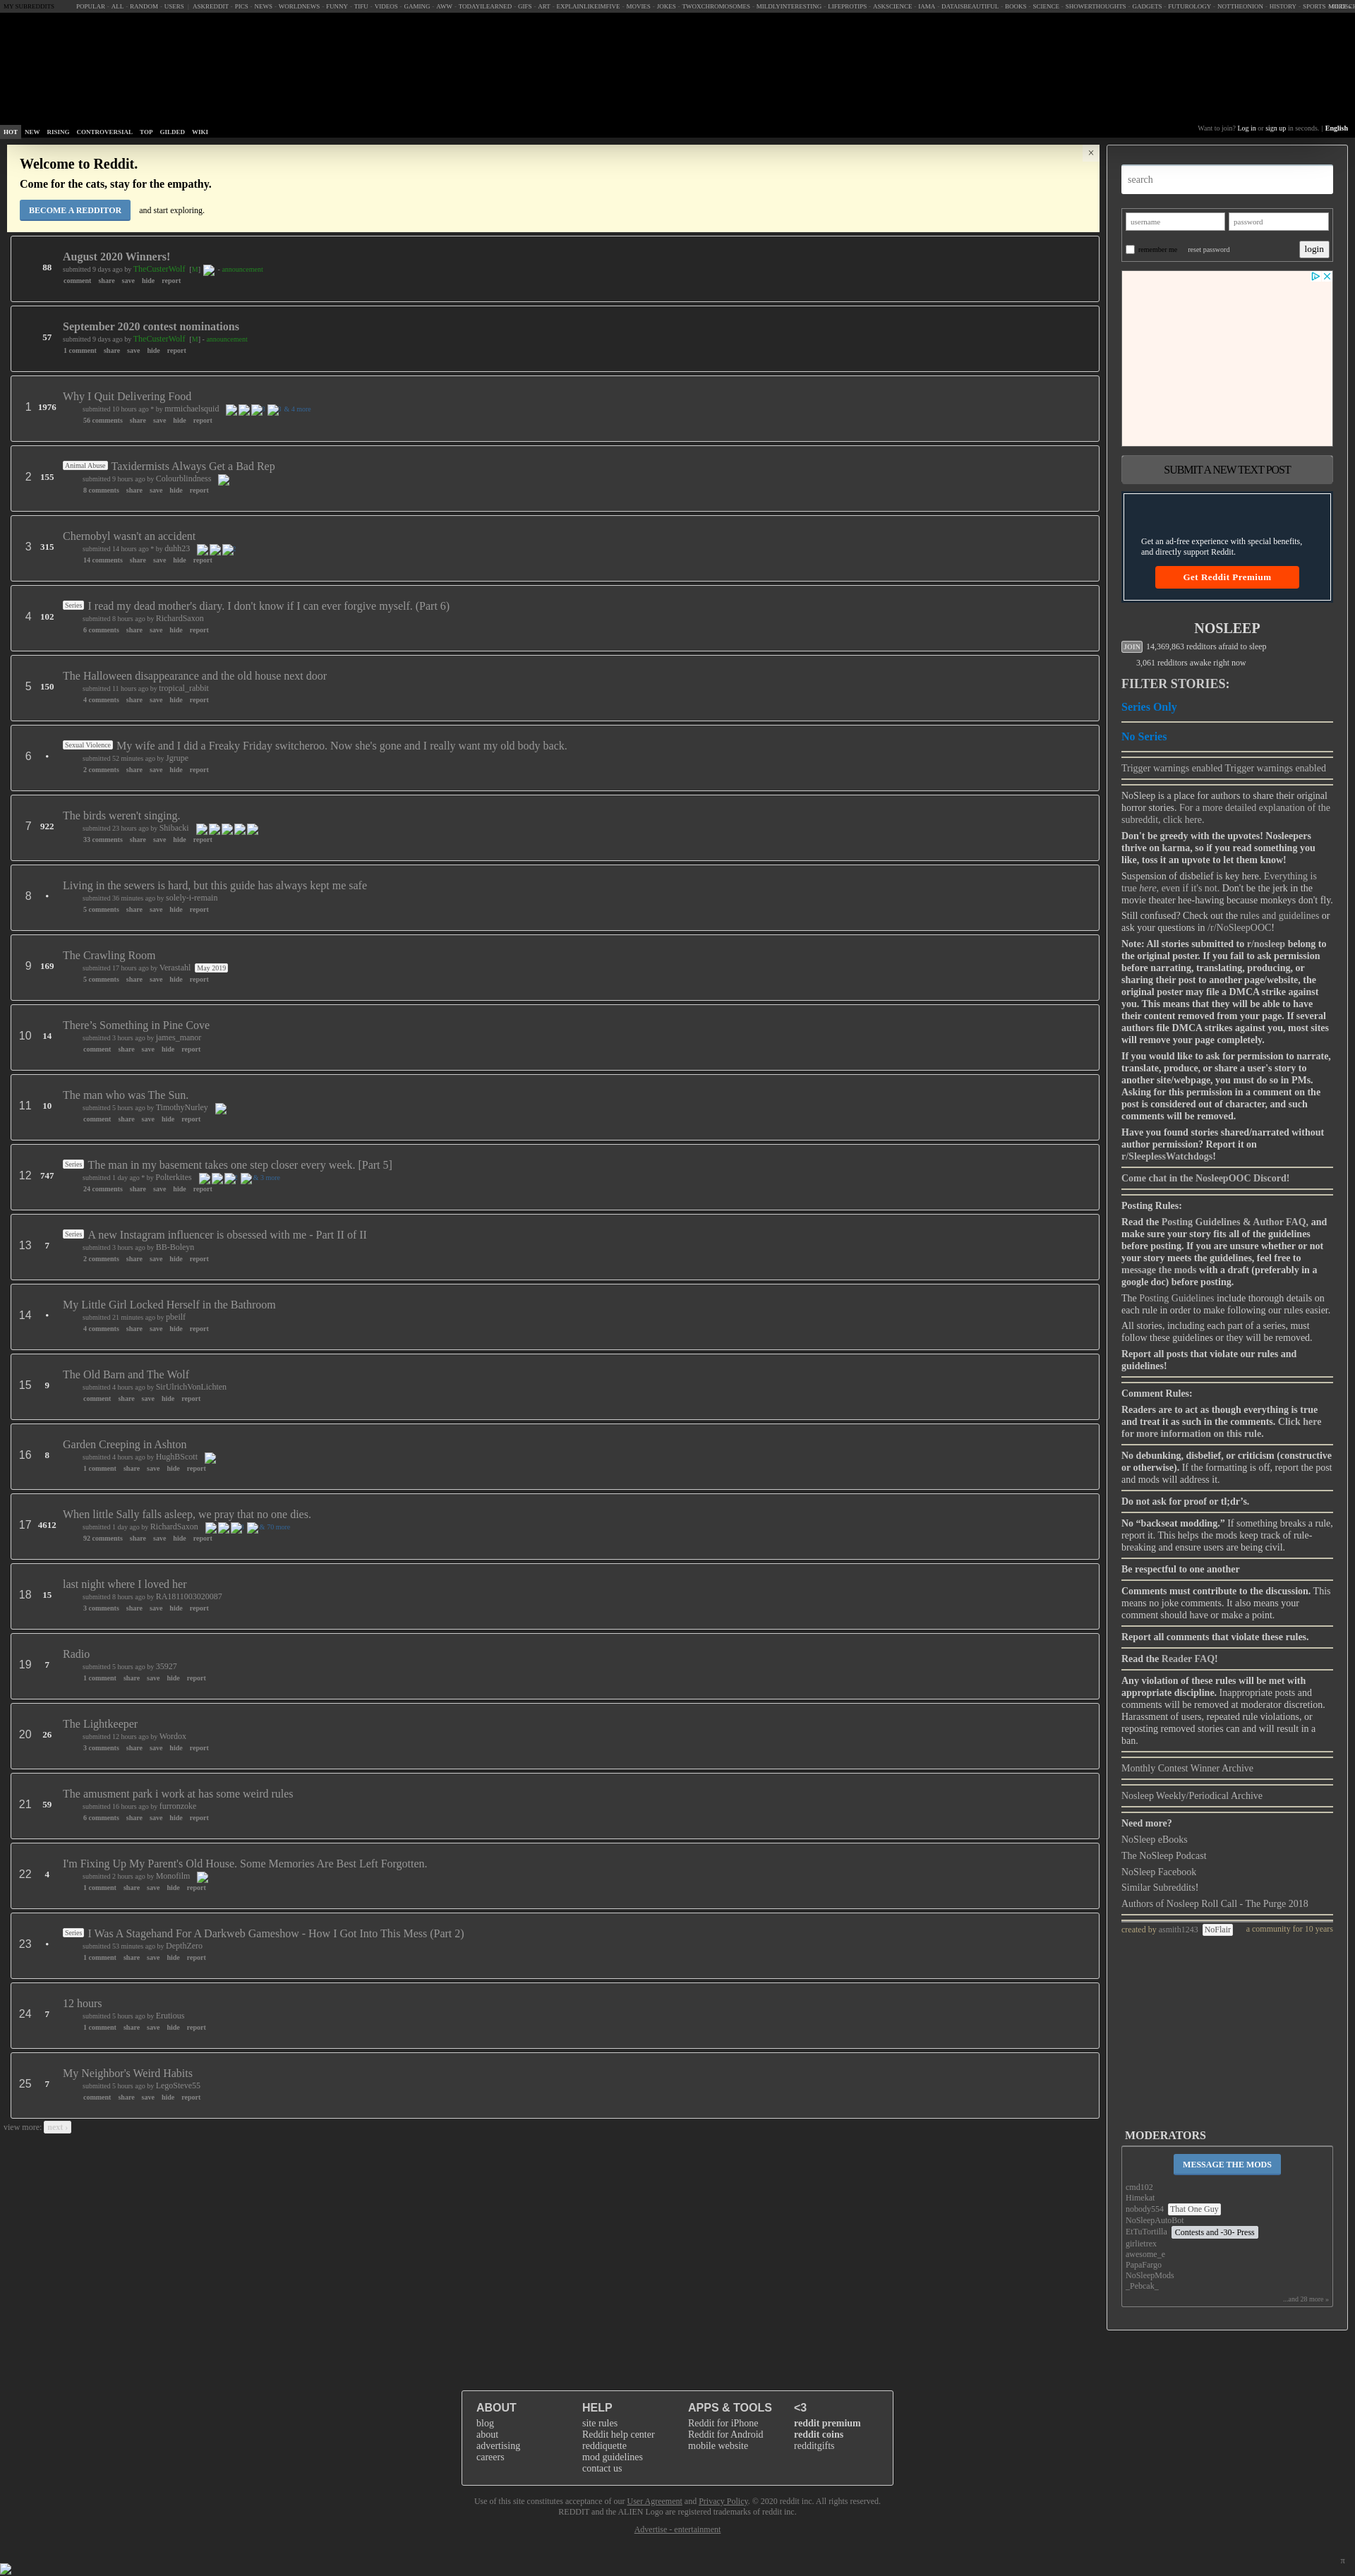 MY SUBREDDITS POPULAR - ALL - RANDOM - USERS | ASKREDDIT - PICS - NEWS - WORLDNEWS - FUNNY - TIFU - VIDEOS - GAMING - AWW - TODAYILEARNED - GIFS - ART - EXPLAINLIKEIMFIVE - MOVIES - JOKES - TWOXCHROMOSOMES - MILDLYINTERESTING - LIFEPROTIPS - ASKSCIENCE - IAMA - DATAISBEAUTIFUL - BOOKS - SCIENCE - SHOWERTHOUGHTS - GADGETS - FUTUROLOGY - NOTTHEONION - HISTORY - SPORTS
HOT NEW RISING CONTROVERSIAL TOP GILDED WIKI
Want to join? Log in or sign up in seconds. | English
Welcome to Reddit.
Come for the cats, stay for the empathy.
BECOME A REDDITOR and start exploring.
×
88
August 2020 Winners!
submitted 9 days ago by TheCusterWolf [M] - announcement
comment share save hide report
57
September 2020 contest nominations
submitted 9 days ago by TheCusterWolf [M] - announcement
1 comment share save hide report
1 1976
Why I Quit Delivering Food
submitted 10 hours ago * by mrmichaelsquid & 4 more
56 comments share save hide report
2 155
Animal Abuse Taxidermists Always Get a Bad Rep
submitted 9 hours ago by Colourblindness
8 comments share save hide report
3 315
Chernobyl wasn't an accident
submitted 14 hours ago * by duhh23
14 comments share save hide report
4 102
Series I read my dead mother's diary. I don't know if I can ever forgive myself. (Part 6)
submitted 8 hours ago by RichardSaxon
6 comments share save hide report
5 150
The Halloween disappearance and the old house next door
submitted 11 hours ago by tropical_rabbit
4 comments share save hide report
6 •
Sexual Violence My wife and I did a Freaky Friday switcheroo. Now she's gone and I really want my old body back.
submitted 52 minutes ago by Jgrupe
2 comments share save hide report
7 922
The birds weren't singing.
submitted 23 hours ago by Shibacki
33 comments share save hide report
8 •
Living in the sewers is hard, but this guide has always kept me safe
submitted 36 minutes ago by solely-i-remain
5 comments share save hide report
9 169
The Crawling Room
submitted 17 hours ago by Verastahl May 2019
5 comments share save hide report
10 14
There’s Something in Pine Cove
submitted 3 hours ago by james_manor
comment share save hide report
11 10
The man who was The Sun.
submitted 5 hours ago by TimothyNurley
comment share save hide report
12 747
Series The man in my basement takes one step closer every week. [Part 5]
submitted 1 day ago * by Polterkites & 3 more
24 comments share save hide report
13 7
Series A new Instagram influencer is obsessed with me - Part II of II
submitted 3 hours ago by BB-Boleyn
2 comments share save hide report
14 •
My Little Girl Locked Herself in the Bathroom
submitted 21 minutes ago by pbeilf
4 comments share save hide report
15 9
The Old Barn and The Wolf
submitted 4 hours ago by SirUlrichVonLichten
comment share save hide report
16 8
Garden Creeping in Ashton
submitted 4 hours ago by HughBScott
1 comment share save hide report
17 4612
When little Sally falls asleep, we pray that no one dies.
submitted 1 day ago by RichardSaxon & 70 more
92 comments share save hide report
18 15
last night where I loved her
submitted 8 hours ago by RA1811003020087
3 comments share save hide report
19 7
Radio
submitted 5 hours ago by 35927
1 comment share save hide report
20 26
The Lightkeeper
submitted 12 hours ago by Wordox
3 comments share save hide report
21 59
The amusment park i work at has some weird rules
submitted 16 hours ago by furronzoke
6 comments share save hide report
22 4
I'm Fixing Up My Parent's Old House. Some Memories Are Best Left Forgotten.
submitted 2 hours ago by Monofilm
1 comment share save hide report
23 •
Series I Was A Stagehand For A Darkweb Gameshow - How I Got Into This Mess (Part 2)
submitted 53 minutes ago by DepthZero
1 comment share save hide report
24 7
12 hours
submitted 5 hours ago by Erutious
1 comment share save hide report
25 7
My Neighbor's Weird Habits
submitted 5 hours ago by LegoSteve55
comment share save hide report
view more: next ›
search
username password
remember me reset password login
SUBMIT A NEW TEXT POST
Get an ad-free experience with special benefits,
and directly support Reddit.
Get Reddit Premium
NOSLEEP
JOIN 14,369,863 redditors afraid to sleep
3,061 redditors awake right now
FILTER STORIES:
Series Only
No Series
Trigger warnings enabled Trigger warnings enabled
NoSleep is a place for authors to share their original
horror stories. For a more detailed explanation of the
subreddit, click here.
Don't be greedy with the upvotes! Nosleepers
thrive on karma, so if you read something you
like, toss it an upvote to let them know!
Suspension of disbelief is key here. Everything is
true here, even if it's not. Don't be the jerk in the
movie theater hee-hawing because monkeys don't fly.
Still confused? Check out the rules and guidelines or
ask your questions in /r/NoSleepOOC!
Note: All stories submitted to r/nosleep belong to
the original poster. If you fail to ask permission
before narrating, translating, producing, or
sharing their post to another page/website, the
original poster may file a DMCA strike against
you. This means that they will be able to have
their content removed from your page. If several
authors file DMCA strikes against you, most sites
will remove your page completely.
If you would like to ask for permission to narrate,
translate, produce, or share a user's story to
another site/webpage, you must do so in PMs.
Asking for this permission in a comment on the
post is considered out of character, and such
comments will be removed.
Have you found stories shared/narrated without
author permission? Report it on
r/SleeplessWatchdogs!
Come chat in the NosleepOOC Discord!
Posting Rules:
Read the Posting Guidelines & Author FAQ, and
make sure your story fits all of the guidelines
before posting. If you are unsure whether or not
your story meets the guidelines, feel free to
message the mods with a draft (preferably in a
google doc) before posting.
The Posting Guidelines include thorough details on
each rule in order to make following our rules easier.
All stories, including each part of a series, must
follow these guidelines or they will be removed.
Report all posts that violate our rules and
guidelines!
Comment Rules:
Readers are to act as though everything is true
and treat it as such in the comments. Click here
for more information on this rule.
No debunking, disbelief, or criticism (constructive
or otherwise). If the formatting is off, report the post
and mods will address it.
Do not ask for proof or tl;dr’s.
No “backseat modding.” If something breaks a rule,
report it. This helps the mods keep track of rule-
breaking and ensure users are being civil.
Be respectful to one another
Comments must contribute to the discussion. This
means no joke comments. It also means your
comment should have or make a point.
Report all comments that violate these rules.
Read the Reader FAQ!
Any violation of these rules will be met with
appropriate discipline. Inappropriate posts and
comments will be removed at moderator discretion.
Harassment of users, repeated rule violations, or
reposting removed stories can and will result in a
ban.
Monthly Contest Winner Archive
Nosleep Weekly/Periodical Archive
Need more?
NoSleep eBooks
The NoSleep Podcast
NoSleep Facebook
Similar Subreddits!
Authors of Nosleep Roll Call - The Purge 2018
created by asmith1243 NoFlair a community for 10 years
MODERATORS
MESSAGE THE MODS
cmd102
Himekat
nobody554 That One Guy
NoSleepAutoBot
EtTuTortilla Contests and -30- Press
girlietrex
awesome_e
PapaFargo
NoSleepMods
_Pebcak_
...and 28 more »
ABOUT
blog
about
advertising
careers
HELP
site rules
Reddit help center
reddiquette
mod guidelines
contact us
APPS & TOOLS
Reddit for iPhone
Reddit for Android
mobile website
<3
reddit premium
reddit coins
redditgifts
Use of this site constitutes acceptance of our User Agreement and Privacy Policy. © 2020 reddit inc. All rights reserved.
REDDIT and the ALIEN Logo are registered trademarks of reddit inc.
Advertise - entertainment
π